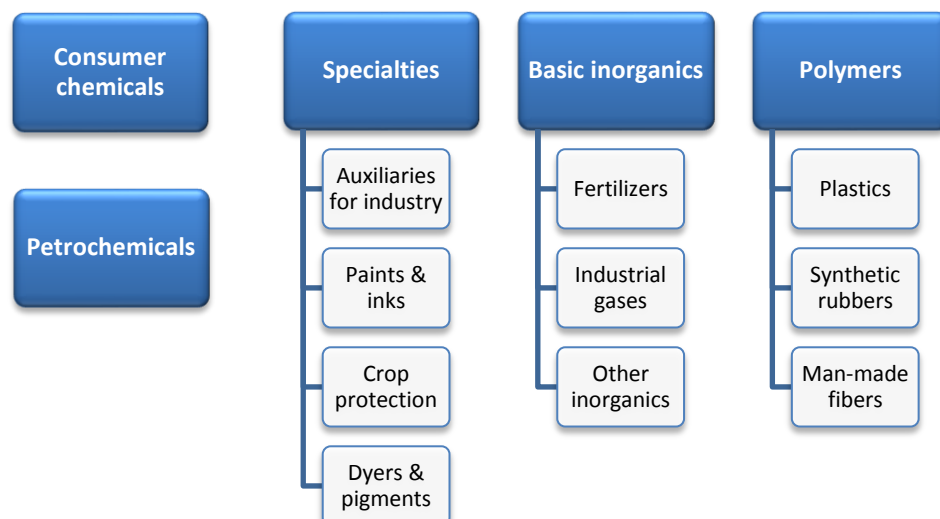 Consumer
chemicals
Petrochemicals
Specialties
Auxiliaries
for industry
Paints &
inks
Crop
protection
Dyers &
pigments
Basic inorganics
Fertilizers
Industrial
gases
Other
inorganics
Polymers
Plastics
Synthetic
rubbers
Man-made
fibers